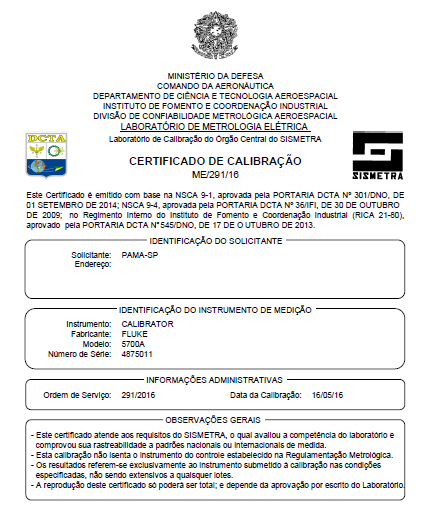 MINISTÉRIO DA DEFESA
COMANDO DA AERONÁUTICA
DEPARTAMENTO DE CIÊNCIA E TECNOLOGIA AEROESPACIAL
INSTITUTO DE FOMENTO E COORDENAÇÃO INDUSTRIAL
DIVISÃO DE CONFIABILIDADE METROLÓGICA AEROESPACIAL
LABORATÓRIO DE METROLOGIA ELÉTRICA
Laboratório de Calibração do Órgão Central do SISMETRA
DCTA
SISMETRA
CERTIFICADO DE CALIBRAÇÃO
ME/291/16
Este Certificado é emitido com base na NSCA 9-1, aprovada pela PORTARIA DCTA Nº 301/DNO, DE
01 SETEMBRO DE 2014; NSCA 9-4, aprovada pela PORTARIA DCTA Nº 36/IFI, DE 30 DE OUTUBRO
DE 2009; no Regimento Interno do Instituto de Fomento e Coordenação Industrial (RICA 21-80),
aprovado pela PORTARIA DCTA N°545/DNO, DE 17 DE O UTUBRO DE 2013.
IDENTIFICAÇÃO DO SOLICITANTE
Solicitante: PAMA-SP
Endereço:
IDENTIFICAÇÃO DO INSTRUMENTO DE MEDIÇÃO
Instrumento: CALIBRATOR
Fabricante: FLUKE
Modelo: 5700A
Número de Série: 4875011
INFORMAÇÕES ADMINISTRATIVAS
Ordem de Serviço: 291/2016 Data da Calibração: 16/05/16
OBSERVAÇÕES GERAIS
- Este certificado atende aos requisitos do SISMETRA, o qual avaliou a competência do laboratório e
comprovou sua rastreabilidade a padrões nacionais ou internacionais de medida.
- Esta calibração não isenta o instrumento do controle estabelecido na Regulamentação Metrológica.
- Os resultados referem-se exclusivamente ao instrumento submetido à calibração nas condições
especificadas, não sendo extensivos a quaisquer lotes.
- A reprodução deste certificado só poderá ser total; e depende da aprovação por escrito do Laboratório.